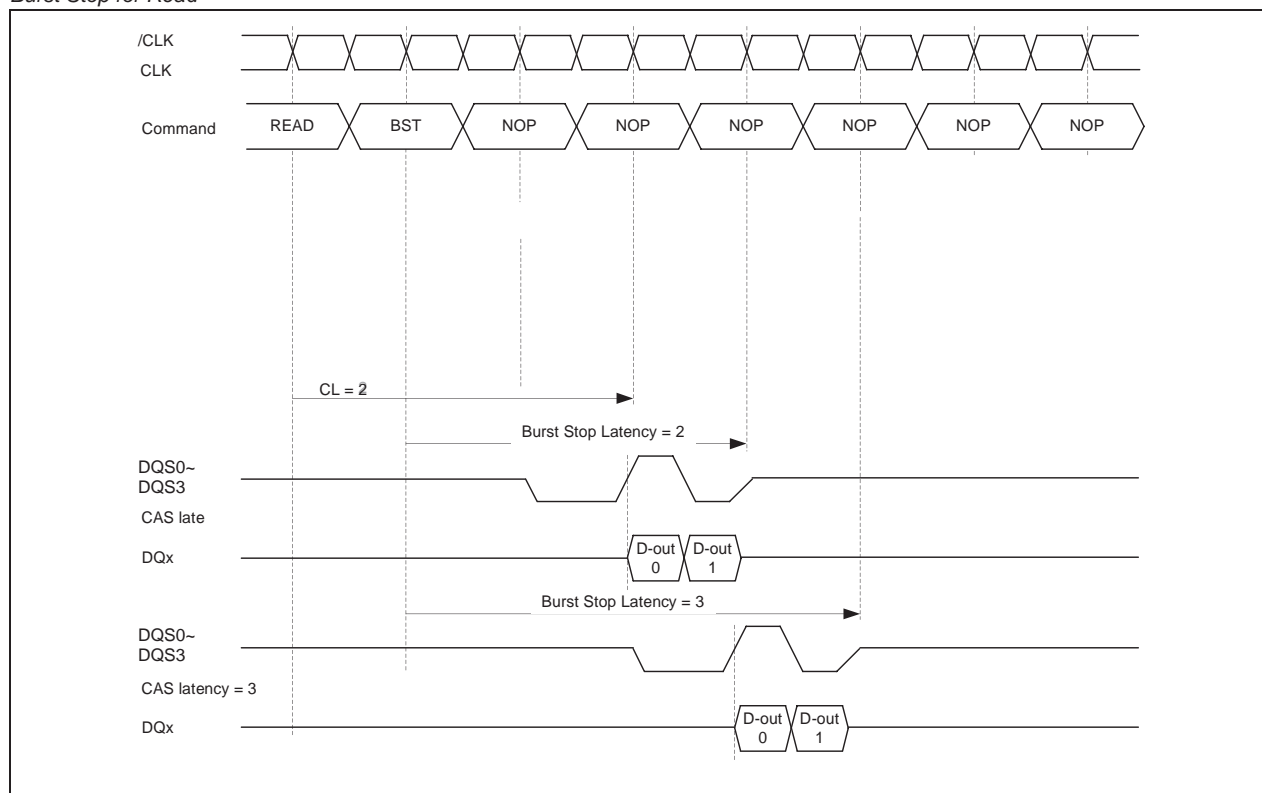 Burst Stop for Read
/CLK
CLK
Command READ BST NOP NOP NOP NOP NOP NOP
CL = 2
Burst Stop Latency = 2
DQS0~
DQS3
CAS late
DQx D-out 0 D-out 1
Burst Stop Latency = 3
DQS0~
DQS3
CAS latency = 3
DQx D-out 0 D-out 1